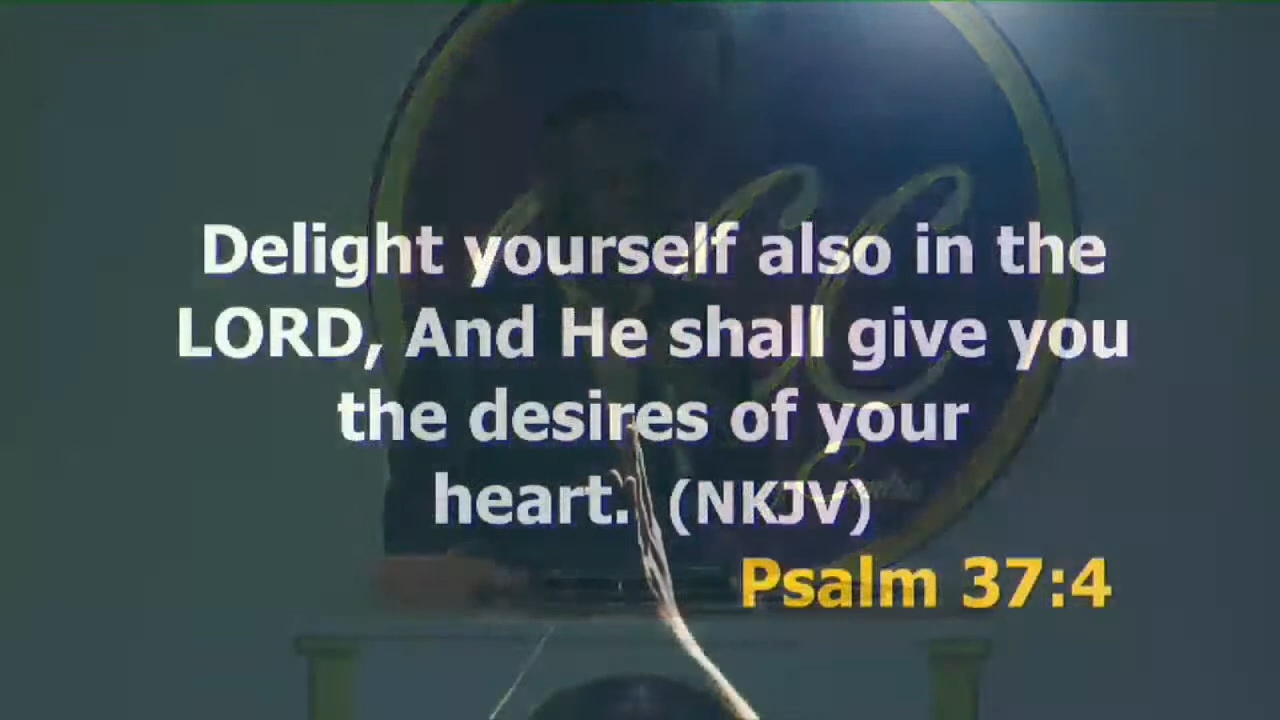 Delight yourself also in the
LORD, And He shall give you
the desires of your
heart. (NKJV)
Psalm 37:4
CC